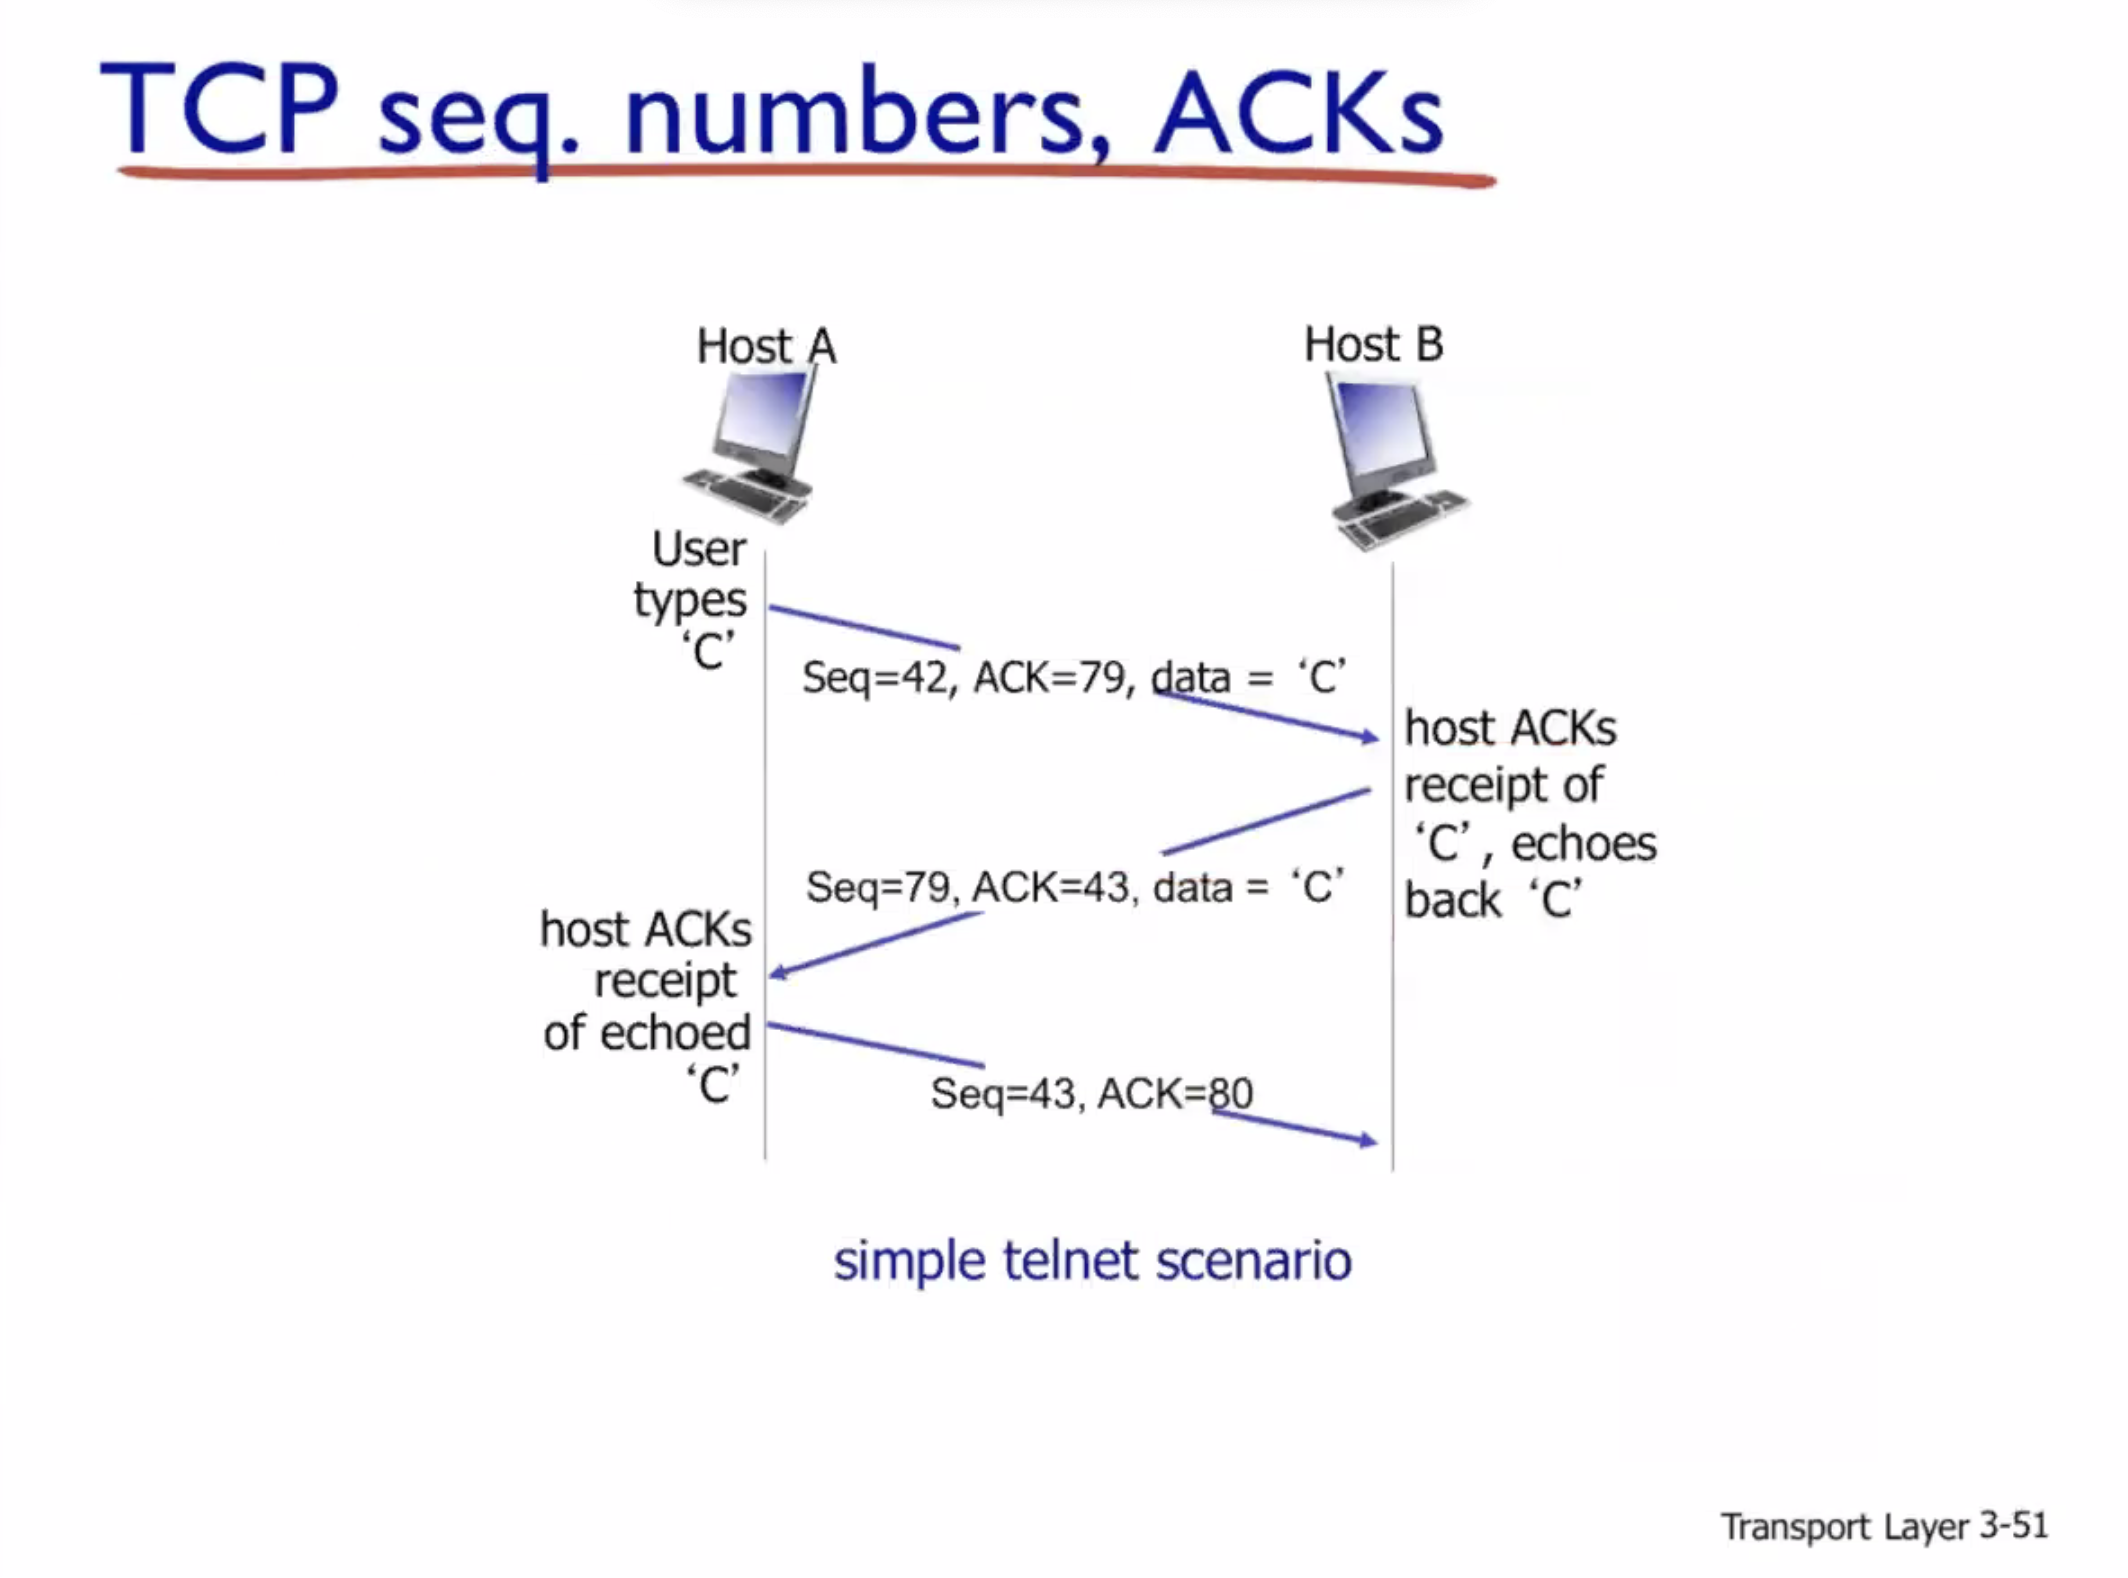 TCP seq. numbers, ACKs
Host A
Host B
User
types
‘C’
Seq=42, ACK=79, data = ‘C’
host ACKs
receipt of
‘C’, echoes
back ‘C’
Seq=79, ACK=43, data = ‘C’
host ACKs
receipt
of echoed
‘C’
Seq=43, ACK=80
simple telnet scenario
Transport Layer 3-51